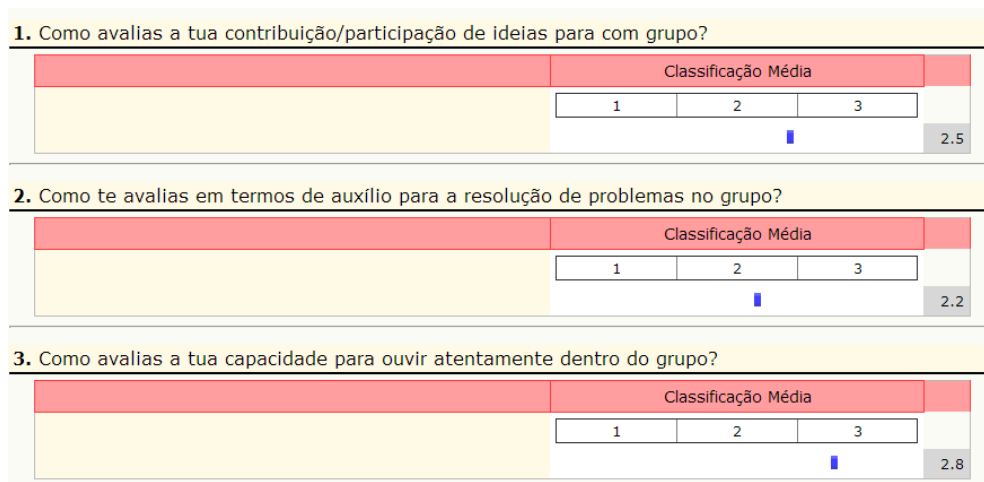 1. Como avalias a tua contribuição/participação de ideias para com grupo?
Classificação Média
1 2 3
2.5
2. Como te avalias em termos de auxílio para a resolução de problemas no grupo?
Classificação Média
1 2 3
2.2
3. Como avalias a tua capacidade para ouvir atentamente dentro do grupo?
Classificação Média
1 2 3
2.8